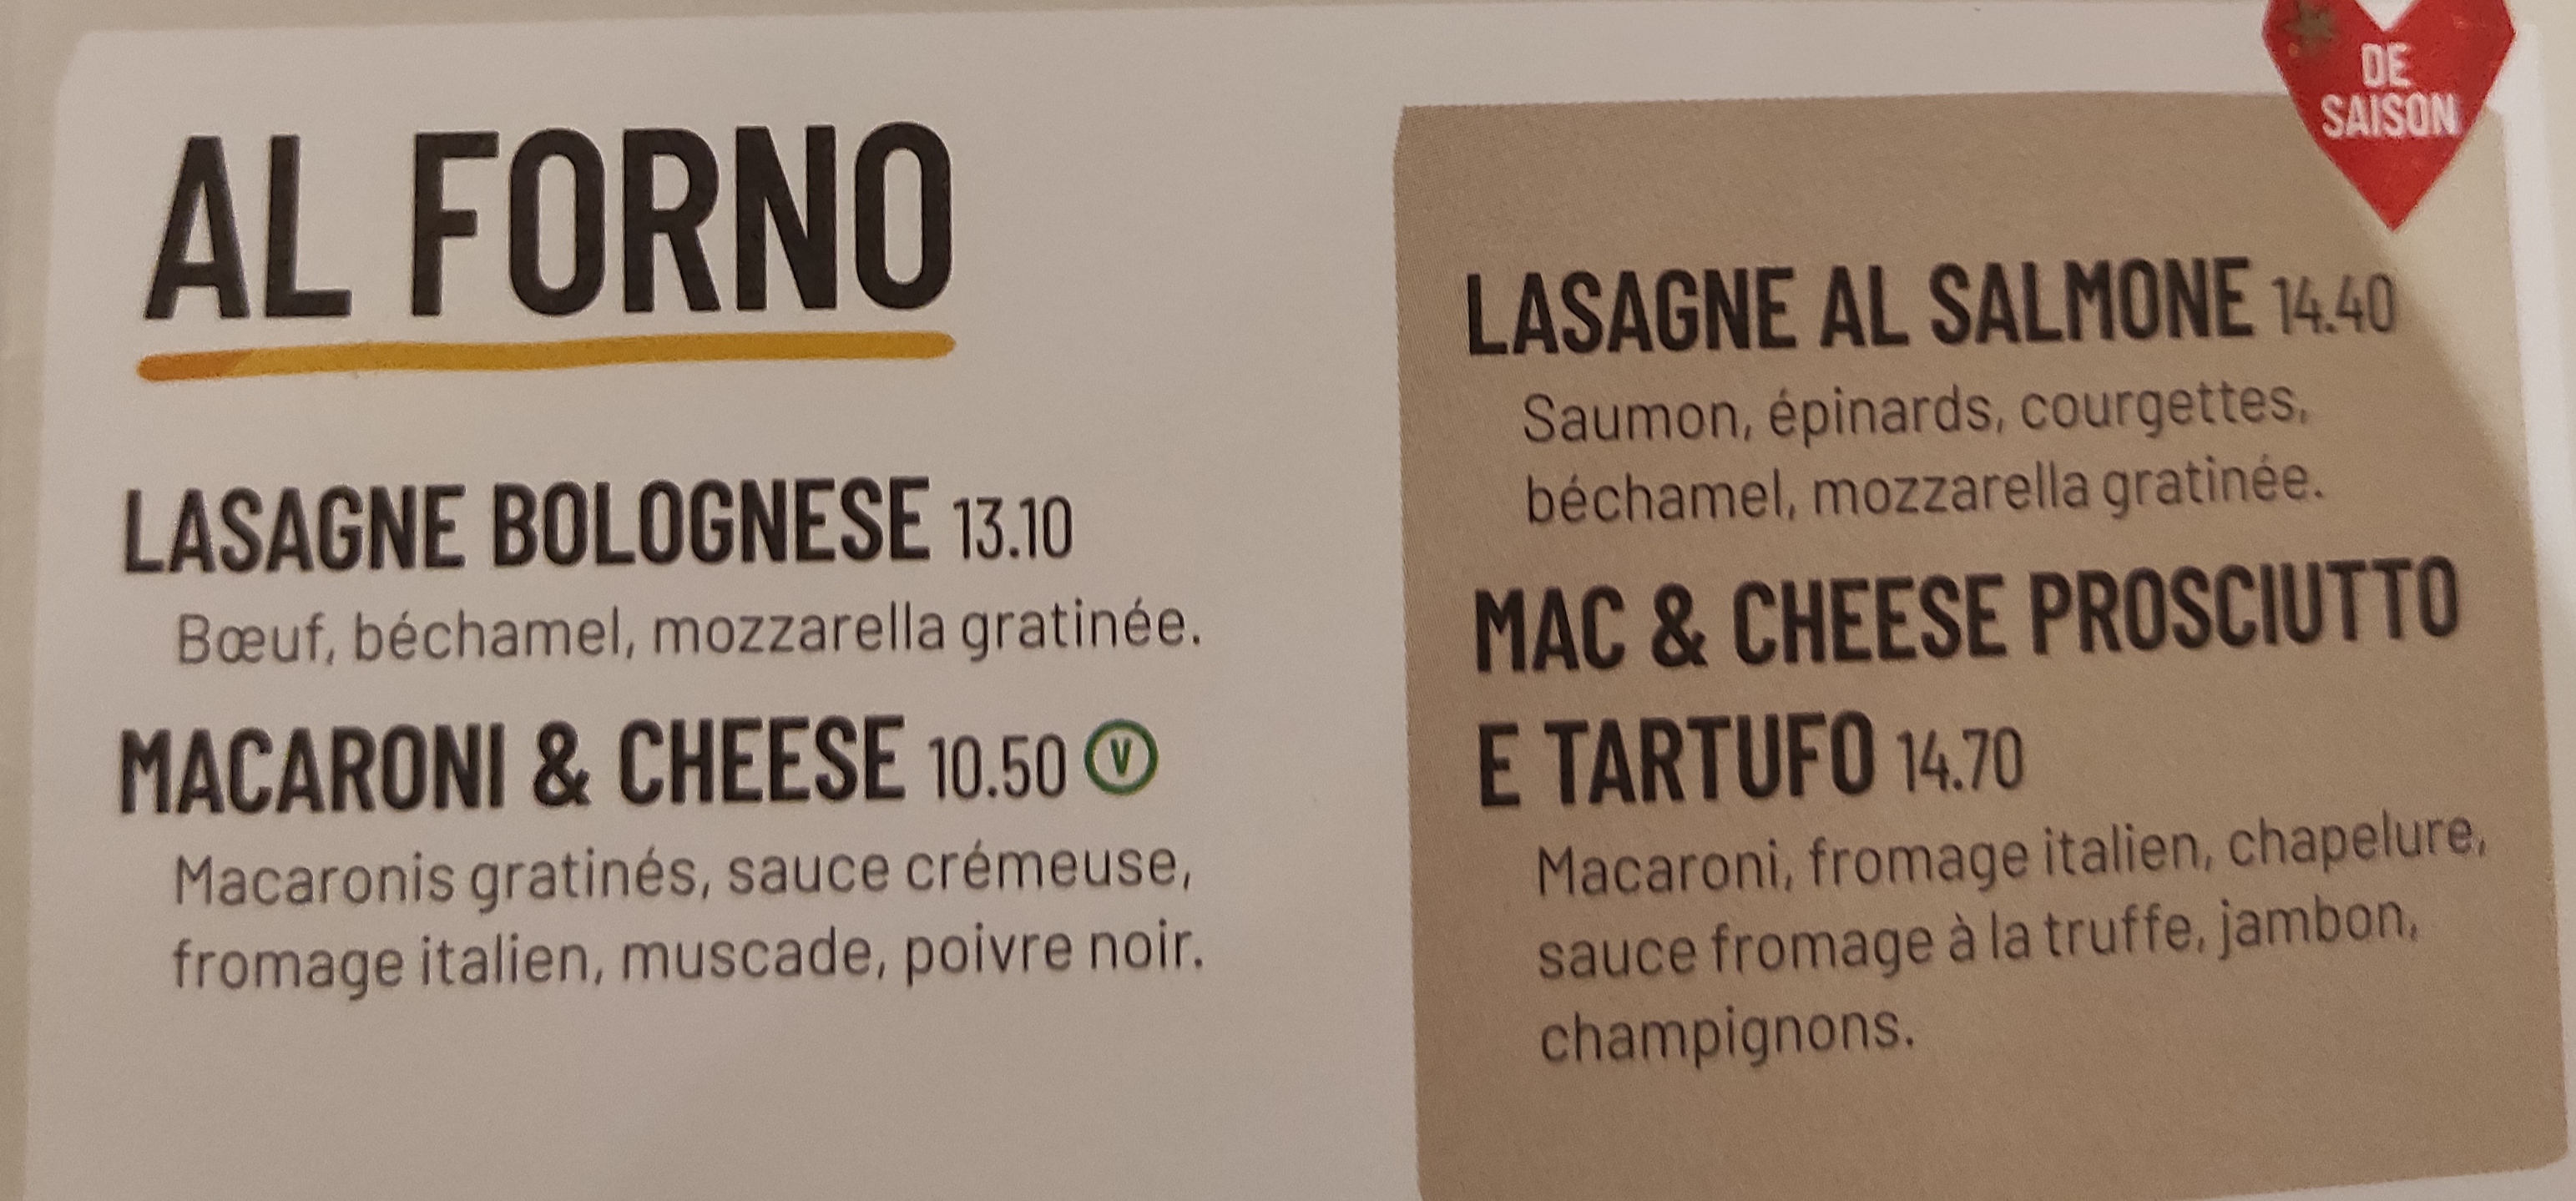 AL FORNO
LASAGNE BOLOGNESE 13.10
Bœuf, béchamel, mozzarella gratinée.
MACARONI & CHEESE 10.50 V
Macaronis gratinés, sauce crémeuse,
fromage italien, muscade, poivre noir.
DE
SAISON
LASAGNE AL SALMONE 14.40
Saumon, épinards, courgettes,
béchamel, mozzarella gratinée.
MAC & CHEESE PROSCIUTTO
E TARTUFO 14.70
Macaroni, fromage italien, chapelure,
sauce fromage à la truffe, jambon,
champignons.